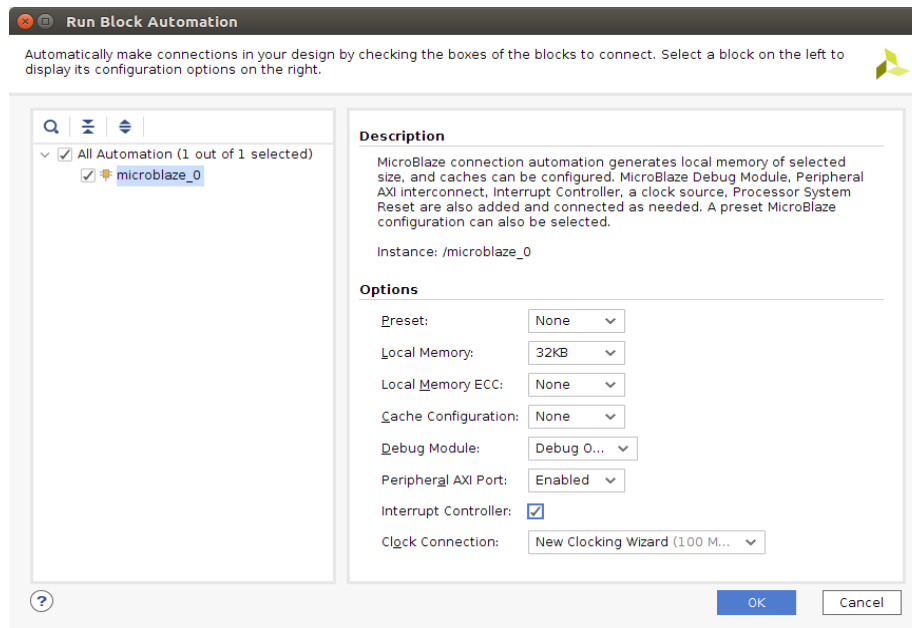 Run Block Automation
Automatically make connections in your design by checking the boxes of the blocks to connect. Select a block on the left to
display its configuration options on the right.
All Automation (1 out of 1 selected)
microblaze_0
Description
MicroBlaze connection automation generates local memory of selected
size, and caches can be configured. MicroBlaze Debug Module, Peripheral
AXI interconnect, Interrupt Controller, a clock source, Processor System
Reset are also added and connected as needed. A preset MicroBlaze
configuration can also be selected.
Instance: /microblaze_0
Options
Preset: None
Local Memory: 32KB
Local Memory ECC: None
Cache Configuration: None
Debug Module: Debug O...
Peripheral AXI Port: Enabled
Interrupt Controller:
Clock Connection: New Clocking Wizard (100 M...
?
OK
Cancel